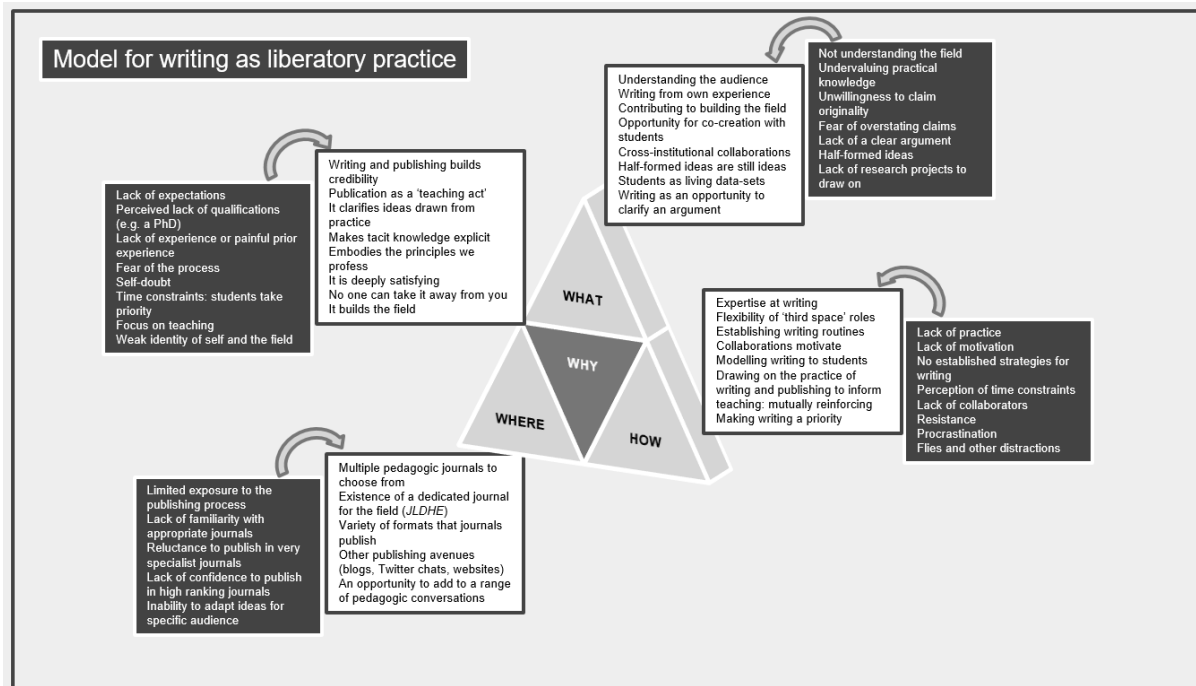 Model for writing as liberatory practice
Not understanding the field
Undervaluing practical
knowledge
Unwillingness to claim
originality
Fear of overstating claims
Lack of a clear argument
Half-formed ideas
Lack of research projects to
draw on
Understanding the audience
Writing from own experience
Contributing to building the field
Opportunity for co-creation with
students
Cross-institutional collaborations
Half-formed ideas are still ideas
Students as living data-sets
Writing as an opportunity to
clarify an argument
Lack of expectations
Perceived lack of qualifications
(e.g. a PhD)
Lack of experience or painful prior
experience
Fear of the process
Self-doubt
Time constraints: students take
priority
Focus on teaching
Weak identity of self and the field
Writing and publishing builds
credibility
Publication as a ‘teaching act’
It clarifies ideas drawn from
practice
Makes tacit knowledge explicit
Embodies the principles we
profess
It is deeply satisfying
No one can take it away from you
It builds the field
WHAT
WHY
WHERE
HOW
Expertise at writing
Flexibility of ‘third space’ roles
Establishing writing routines
Collaborations motivate
Modelling writing to students
Drawing on the practice of
writing and publishing to inform
teaching: mutually reinforcing
Making writing a priority
Lack of practice
Lack of motivation
No established strategies for
writing
Perception of time constraints
Lack of collaborators
Resistance
Procrastination
Flies and other distractions
Limited exposure to the
publishing process
Lack of familiarity with
appropriate journals
Reluctance to publish in very
specialist journals
Lack of confidence to publish
in high ranking journals
Inability to adapt ideas for
specific audience
Multiple pedagogic journals to
choose from
Existence of a dedicated journal
for the field (JLDHE)
Variety of formats that journals
publish
Other publishing avenues
(blogs, Twitter chats, websites)
An opportunity to add to a range
of pedagogic conversations